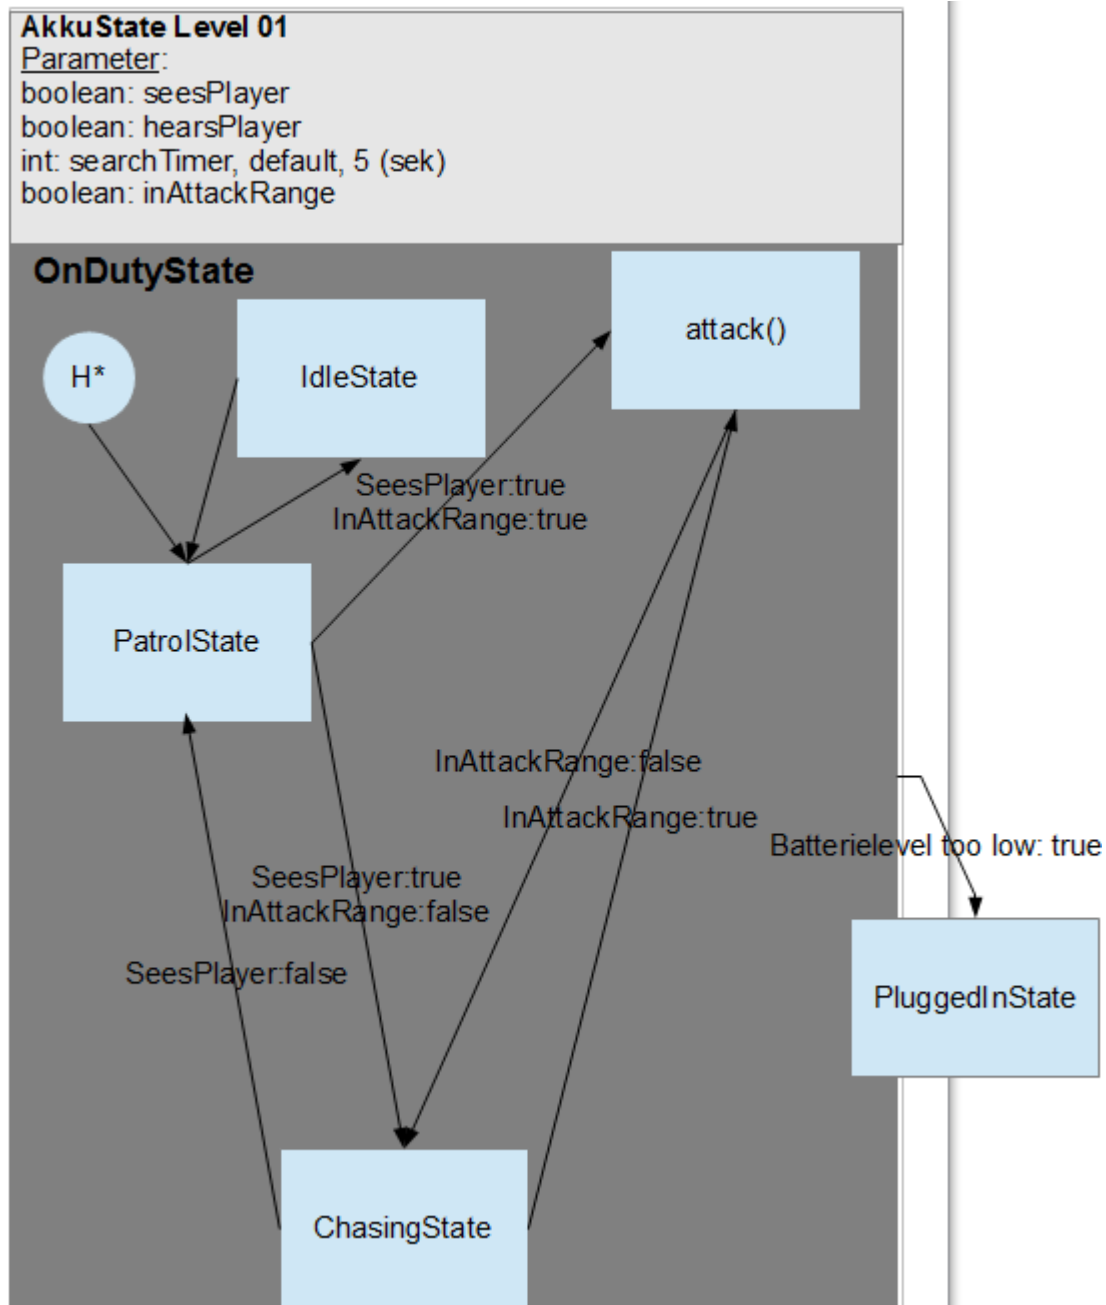 AkkuState Level 01
Parameter:
boolean: seesPlayer
boolean: hearsPlayer
int: searchTimer, default, 5 (sek)
boolean: inAttackRange
OnDutyState
attack()
H*
IdleState
SeesPlayer:true
InAttackRange:true
PatrolState
InAttackRange:false
InAttackRange:true
Batterielevel too low: true
SeesPlayer:true
InAttackRange:false
SeesPlayer:false
PluggedInState
ChasingState